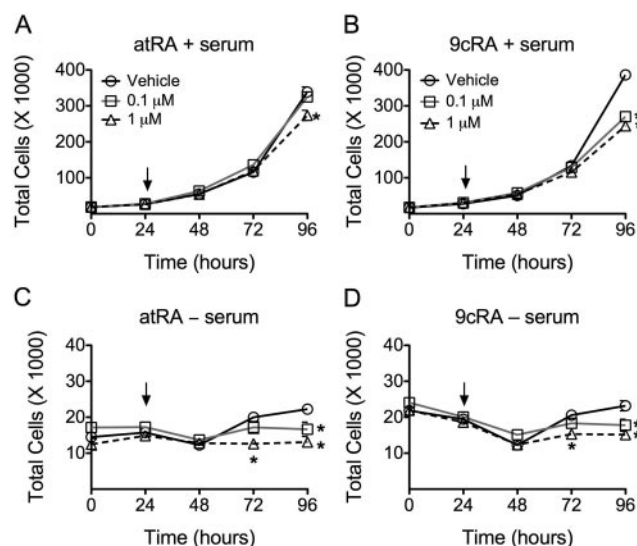 A
atRA + serum
Total Cells (X 1000)
400
300
200
100
Vehicle
0.1 µM
1 µM
*
0 24 48 72 96
Time (hours)
B
9cRA + serum
Total Cells (X 1000)
400
300
200
100
Vehicle
0.1 µM
1 µM
*
*
0 24 48 72 96
Time (hours)
C
atRA – serum
Total Cells (X 1000)
40
30
20
10
*
*
*
0 24 48 72 96
Time (hours)
D
9cRA – serum
Total Cells (X 1000)
40
30
20
10
*
*
*
0 24 48 72 96
Time (hours)